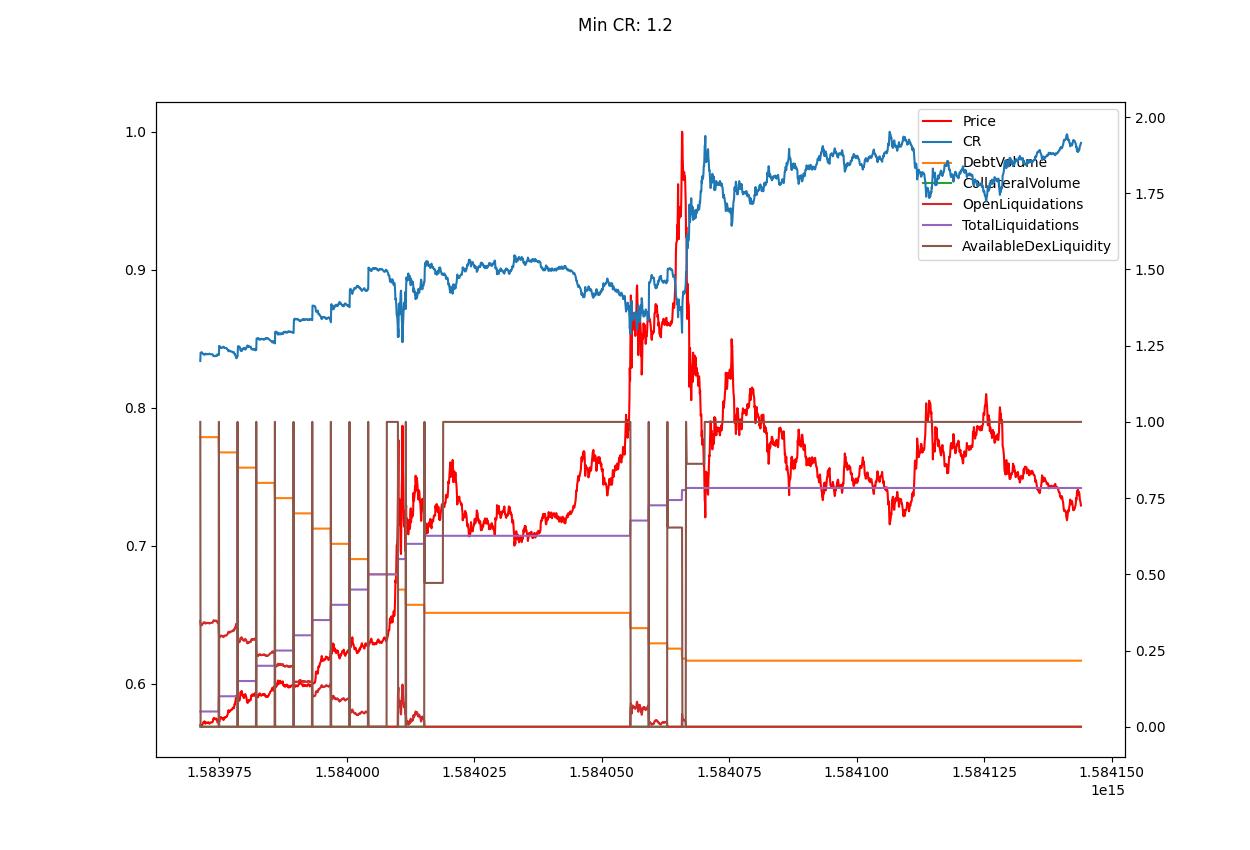 Min CR: 1.2
1.0
0.9
0.8
0.7
0.6
2.00
1.75
1.50
1.25
1.00
0.75
0.50
0.25
0.00
Price
CR
DebtVolume
CollateralVolume
OpenLiquidations
TotalLiquidations
AvailableDexLiquidity
1.583975 1.584000 1.584025 1.584050 1.584075 1.584100 1.584125 1.584150
1e15